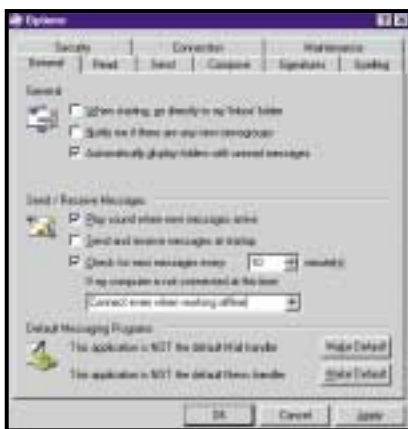 Options
Security Connection Maintenance
General Read Send Compose Signatures Spelling
General
When starting, go directly to my 'Inbox' folder
Notify me if there are any new newsgroups
Automatically display folders with unread messages
Send / Receive Messages
Play sound when new messages arrive
Send and receive messages at startup
Check for new messages every 10 minute(s)
If my computer is not connected at this time:
Connect even when working offline
Default Messaging Programs
This application is NOT the default Mail handler Make Default
This application is NOT the default News handler Make Default
OK Cancel Apply